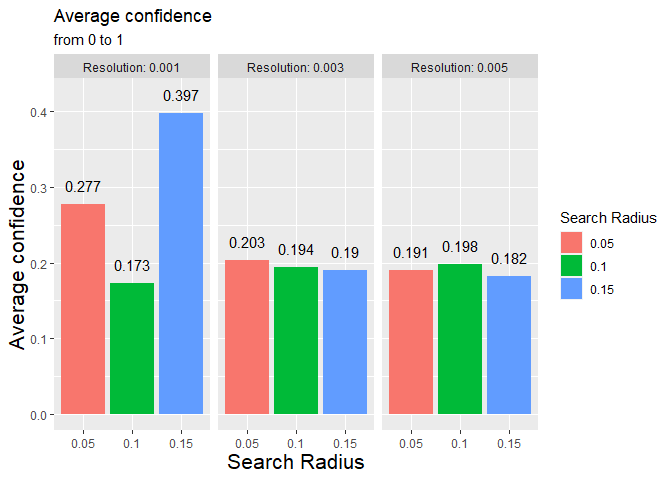 Average confidence
from 0 to 1
Resolution: 0.001
Resolution: 0.003
Resolution: 0.005
0.397
0.277
0.173
0.203
0.194
0.19
0.191
0.198
0.182
Average confidence
0.4
0.3
0.2
0.1
0.0
0.05 0.1 0.15
0.05 0.1 0.15
0.05 0.1 0.15
Search Radius
Search Radius
0.05
0.1
0.15